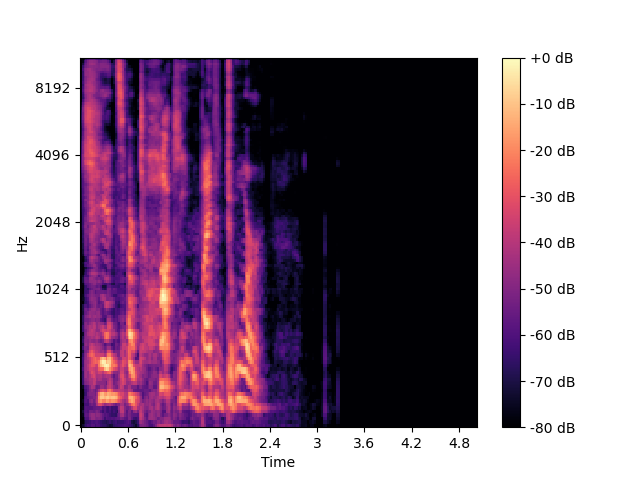 +0 dB
8192
-10 dB
4096
-20 dB
-30 dB
2048
Hz
-40 dB
1024
-50 dB
-60 dB
512
-70 dB
0
-80 dB
0 0.6 1.2 1.8 2.4 3 3.6 4.2 4.8
Time